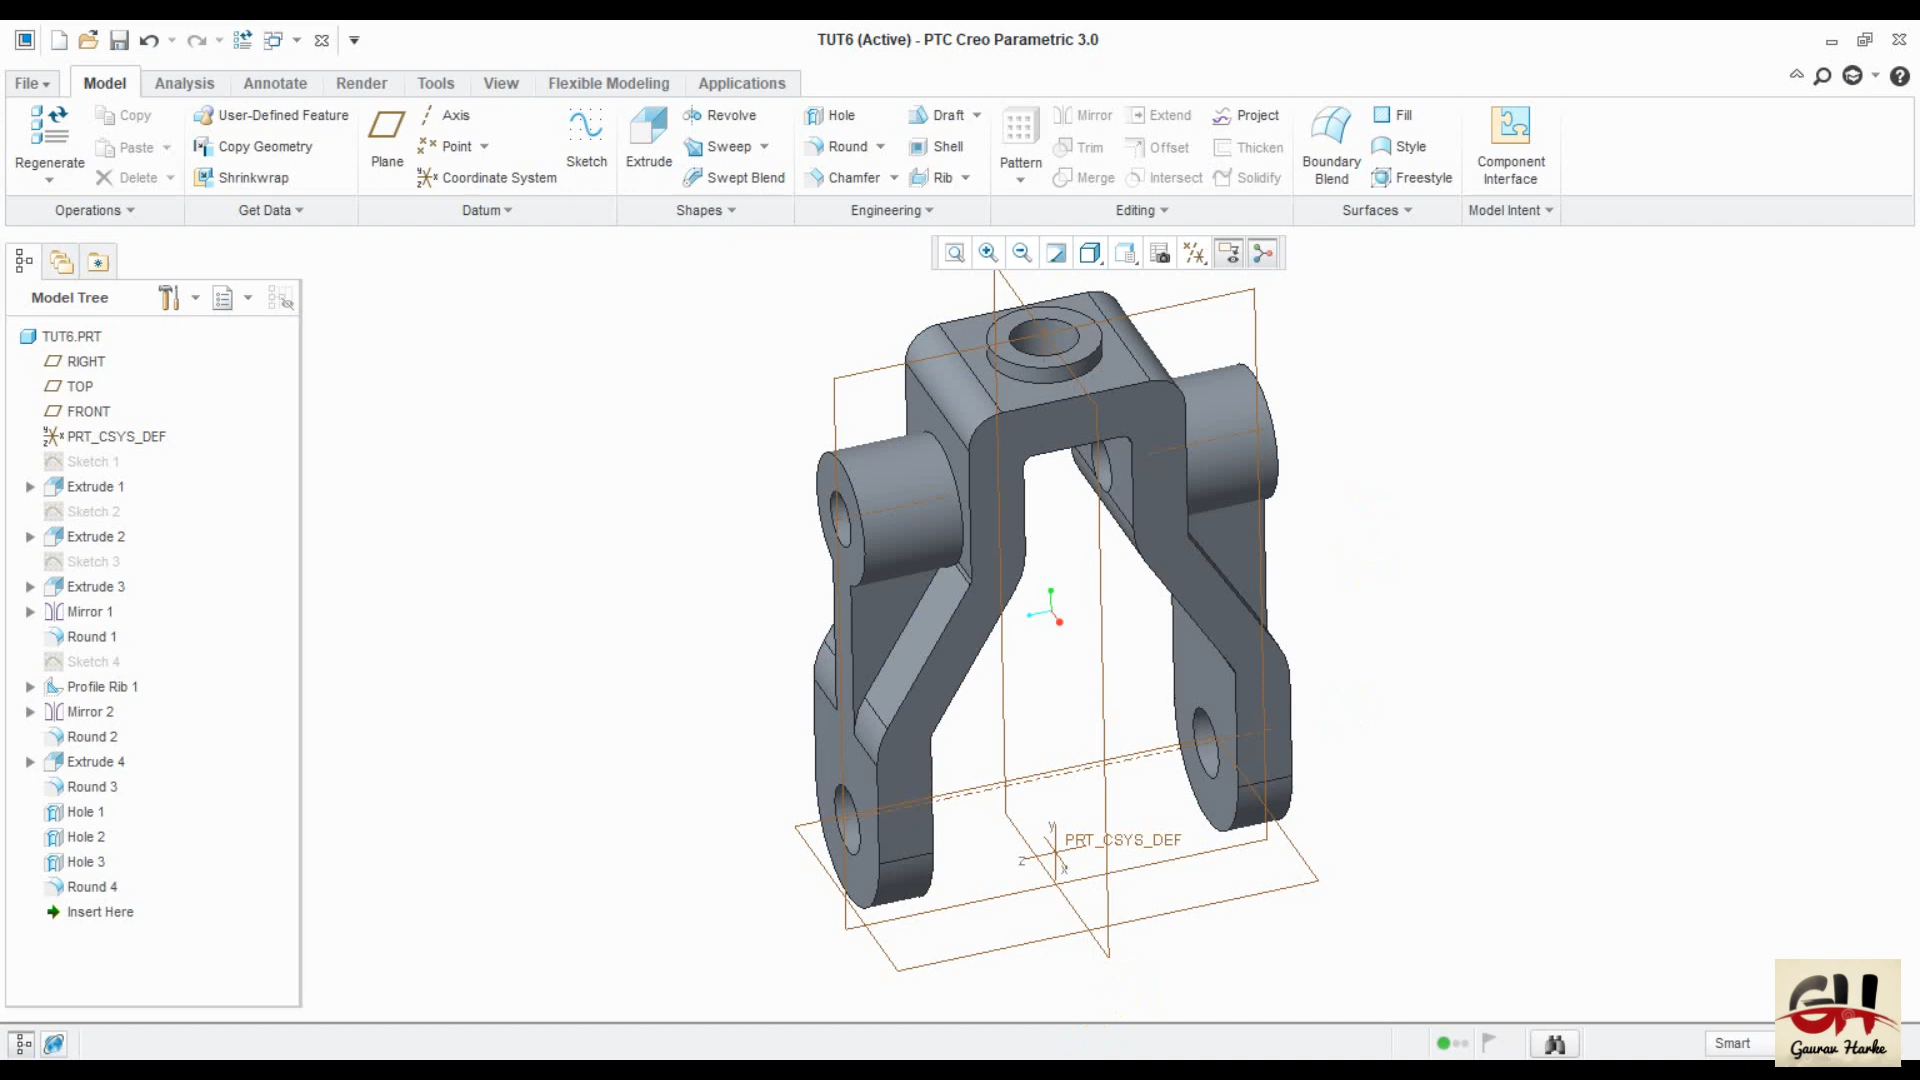 TUT6 (Active) - PTC Creo Parametric 3.0
File Model Analysis Annotate Render Tools View Flexible Modeling Applications
Regenerate
Copy
Paste
Delete
Operations
User-Defined Feature
Copy Geometry
Shrinkwrap
Get Data
Plane
Axis
Point
Coordinate System
Sketch
Datum
Extrude
Revolve
Sweep
Swept Blend
Shapes
Hole
Round
Chamfer
Draft
Shell
Rib
Engineering
Pattern
Mirror
Trim
Merge
Extend
Offset
Intersect
Project
Thicken
Solidify
Editing
Boundary
Blend
Fill
Style
Freestyle
Surfaces
Component
Interface
Model Intent
Model Tree
TUT6.PRT
RIGHT
TOP
FRONT
PRT_CSYS_DEF
Sketch 1
Extrude 1
Sketch 2
Extrude 2
Sketch 3
Extrude 3
Mirror 1
Round 1
Sketch 4
Profile Rib 1
Mirror 2
Round 2
Extrude 4
Round 3
Hole 1
Hole 2
Hole 3
Round 4
Insert Here
y
PRT_CSYS_DEF
z
x
Smart
GH
Gaurav Harke